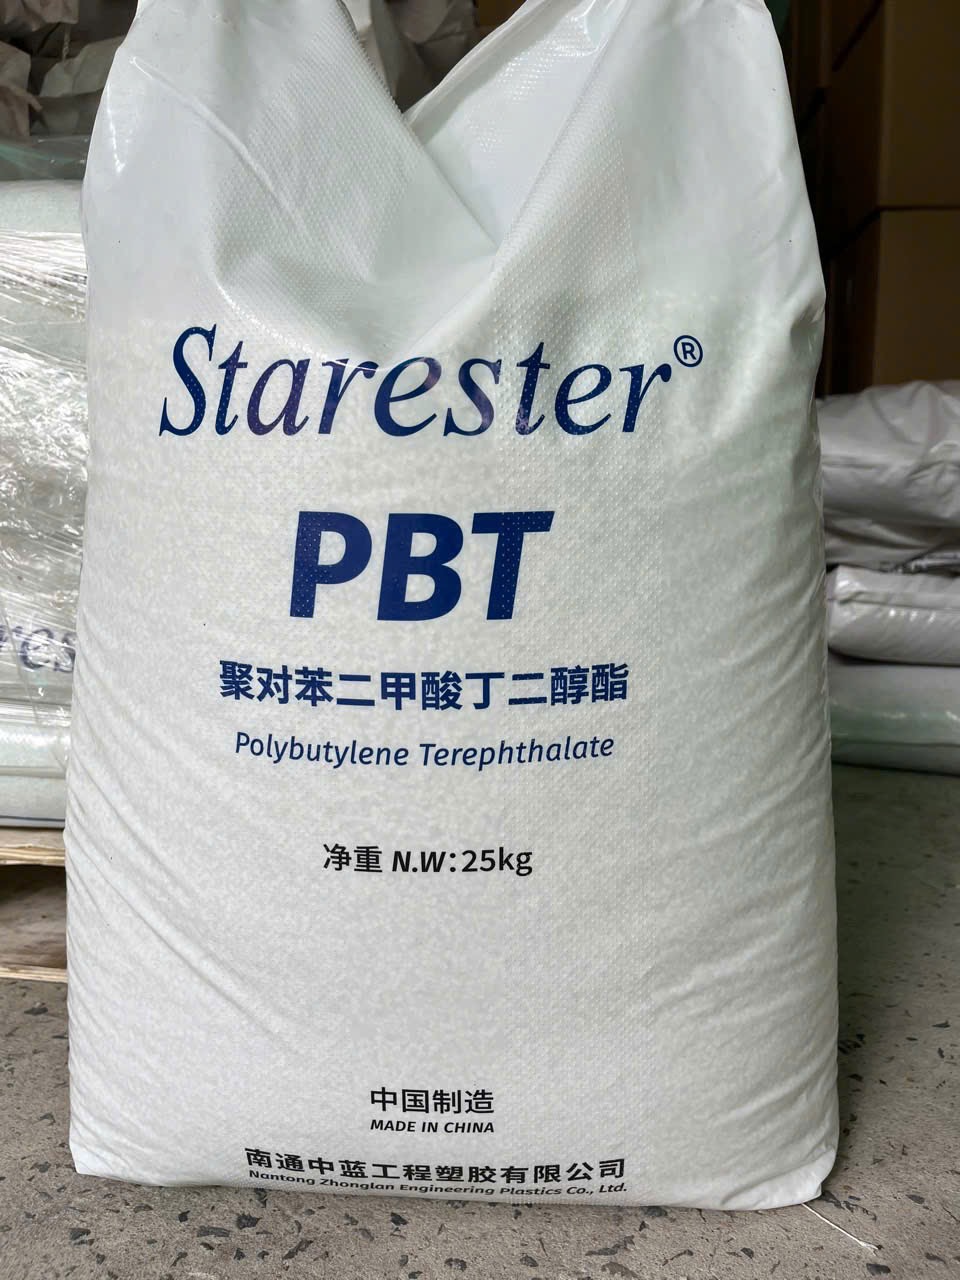 Starester®
PBT
聚对苯二甲酸丁二醇酯
Polybutylene Terephthalate
净重 N.W:25kg
中国制造
MADE IN CHINA
南通中蓝工程塑胶有限公司
Nantong Zhonglan Engineering Plastics Co., Ltd.